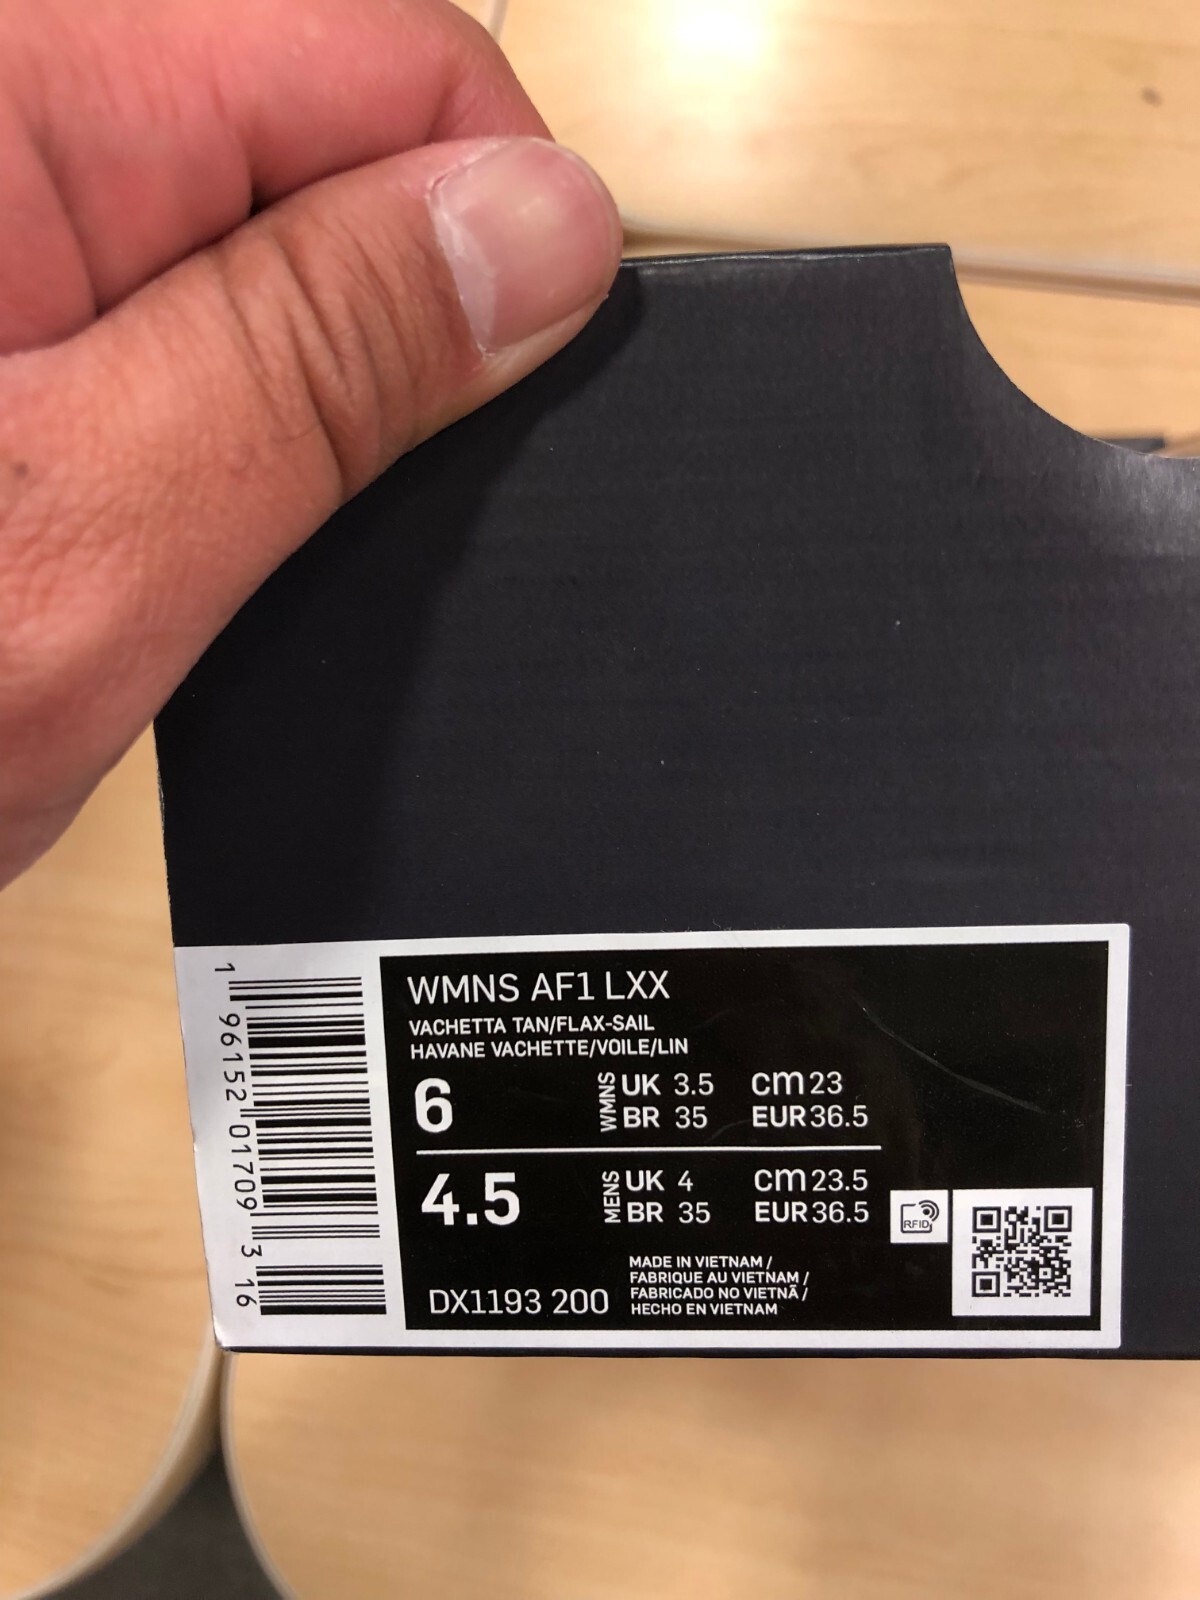 WMNS AF1 LXX
VACHETTA TAN/FLAX-SAIL
HAVANE VACHETTE/VOILE/LIN
6 WMNS UK 3.5 cm 23
BR 35 EUR 36.5
4.5 MENS UK 4 cm 23.5
BR 35 EUR 36.5
RFID
MADE IN VIETNAM /
FABRIQUE AU VIETNAM /
FABRICADO NO VIETNÃ /
HECHO EN VIETNAM
DX1193 200
1 96152 01709 3 16